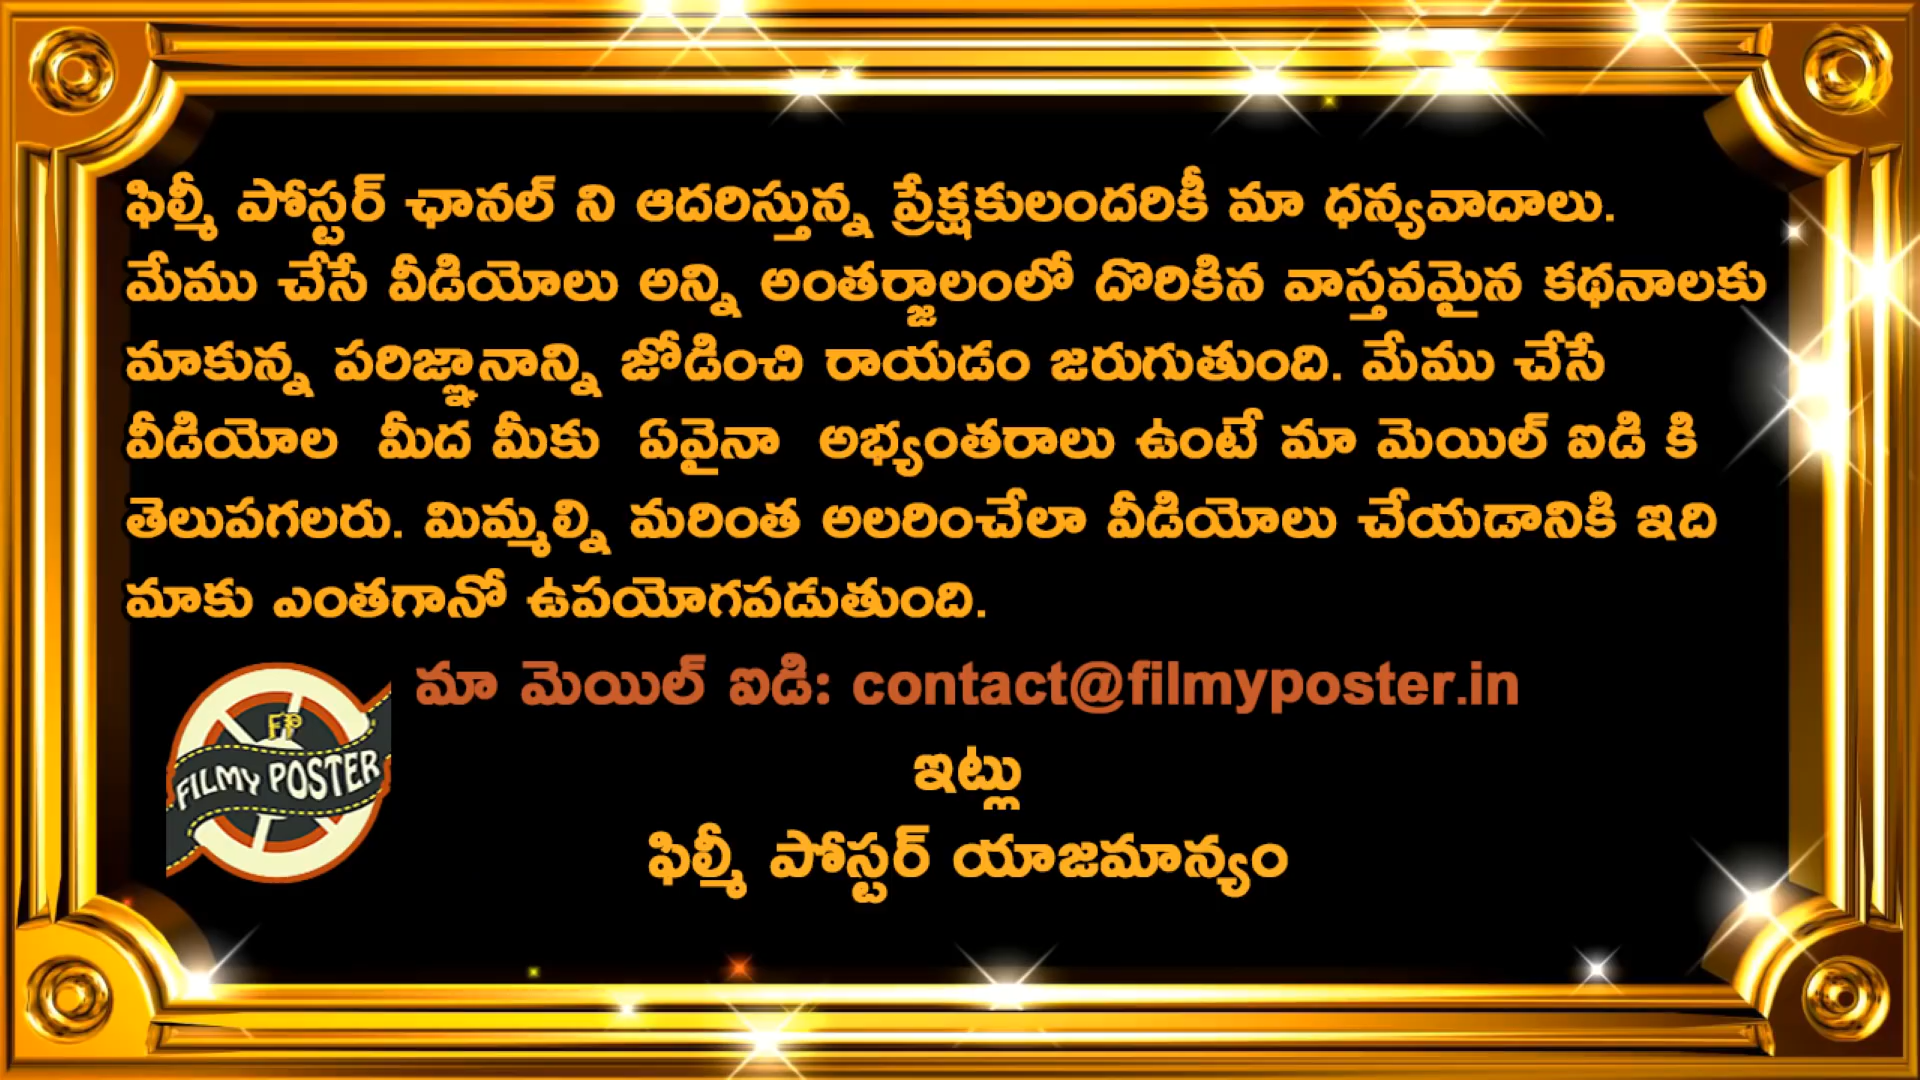 ఫిల్మీ పోస్టర్ ఛానల్ ని ఆదరిస్తున్న ప్రేక్షకులందరికీ మా ధన్యవాదాలు.
మేము చేసే వీడియోలు అన్ని అంతర్జాలంలో దొరికిన వాస్తవమైన కథనాలకు
మాకున్న పరిజ్ఞానాన్ని జోడించి రాయడం జరుగుతుంది. మేము చేసే
వీడియోల మీద మీకు ఏవైనా అభ్యంతరాలు ఉంటే మా మెయిల్ ఐడి కి
తెలుపగలరు. మిమ్మల్ని మరింత అలరించేలా వీడియోలు చేయడానికి ఇది
మాకు ఎంతగానో ఉపయోగపడుతుంది.
మా మెయిల్ ఐడి: contact@filmyposter.in
FP
FILMY POSTER
ఇట్లు
ఫిల్మీ పోస్టర్ యాజమాన్యం